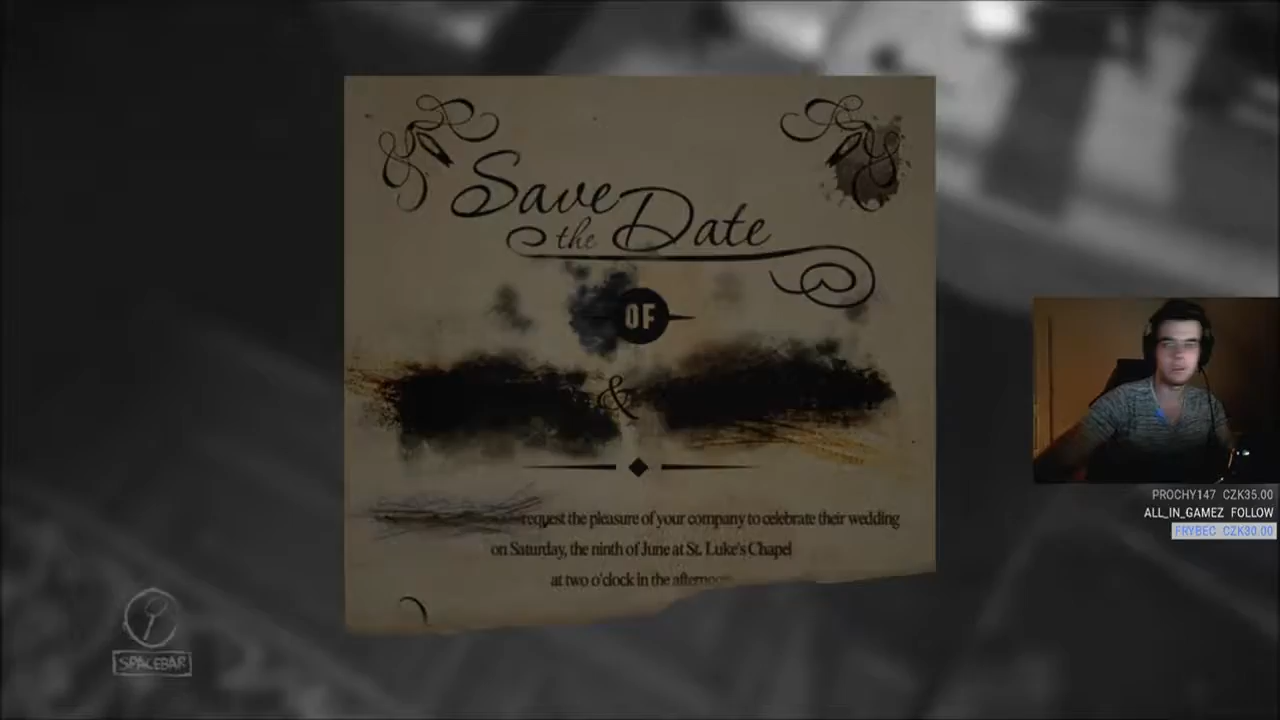 Save
the Date
OF
&
request the pleasure of your company to celebrate their wedding
on Saturday, the ninth of June at St. Luke's Chapel
at two o'clock in the afternoon
SPACEBAR
PROCHY147 CZK35.00
ALL_IN_GAMEZ FOLLOW
FRYBEC CZK30.00